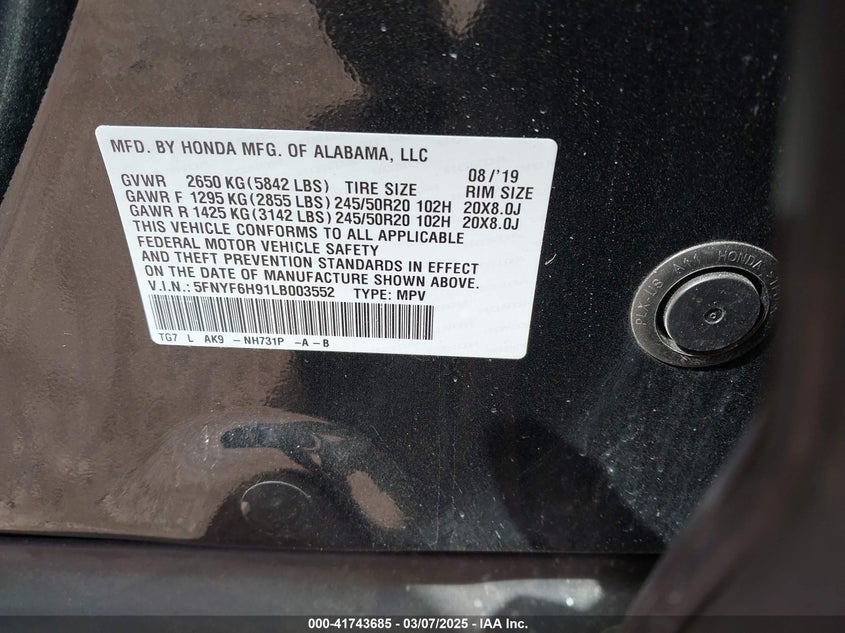 MFD. BY HONDA MFG. OF ALABAMA, LLC
08/'19
GVWR 2650 KG(5842 LBS) TIRE SIZE RIM SIZE
GAWR F 1295 KG(2855 LBS)245/50R20 102H 20X8.0J
GAWR R 1425 KG(3142 LBS)245/50R20 102H 20X8.0J
THIS VEHICLE CONFORMS TO ALL APPLICABLE
FEDERAL MOTOR VEHICLE SAFETY
AND THEFT PREVENTION STANDARDS IN EFFECT
ON THE DATE OF MANUFACTURE SHOWN ABOVE.
V.I.N.: 5FNYF6H91LB003552 TYPE: MPV
TG7 L AK9 -NH731P -A-B
HONDA
000-41743685 - 03/07/2025 - IAA Inc.